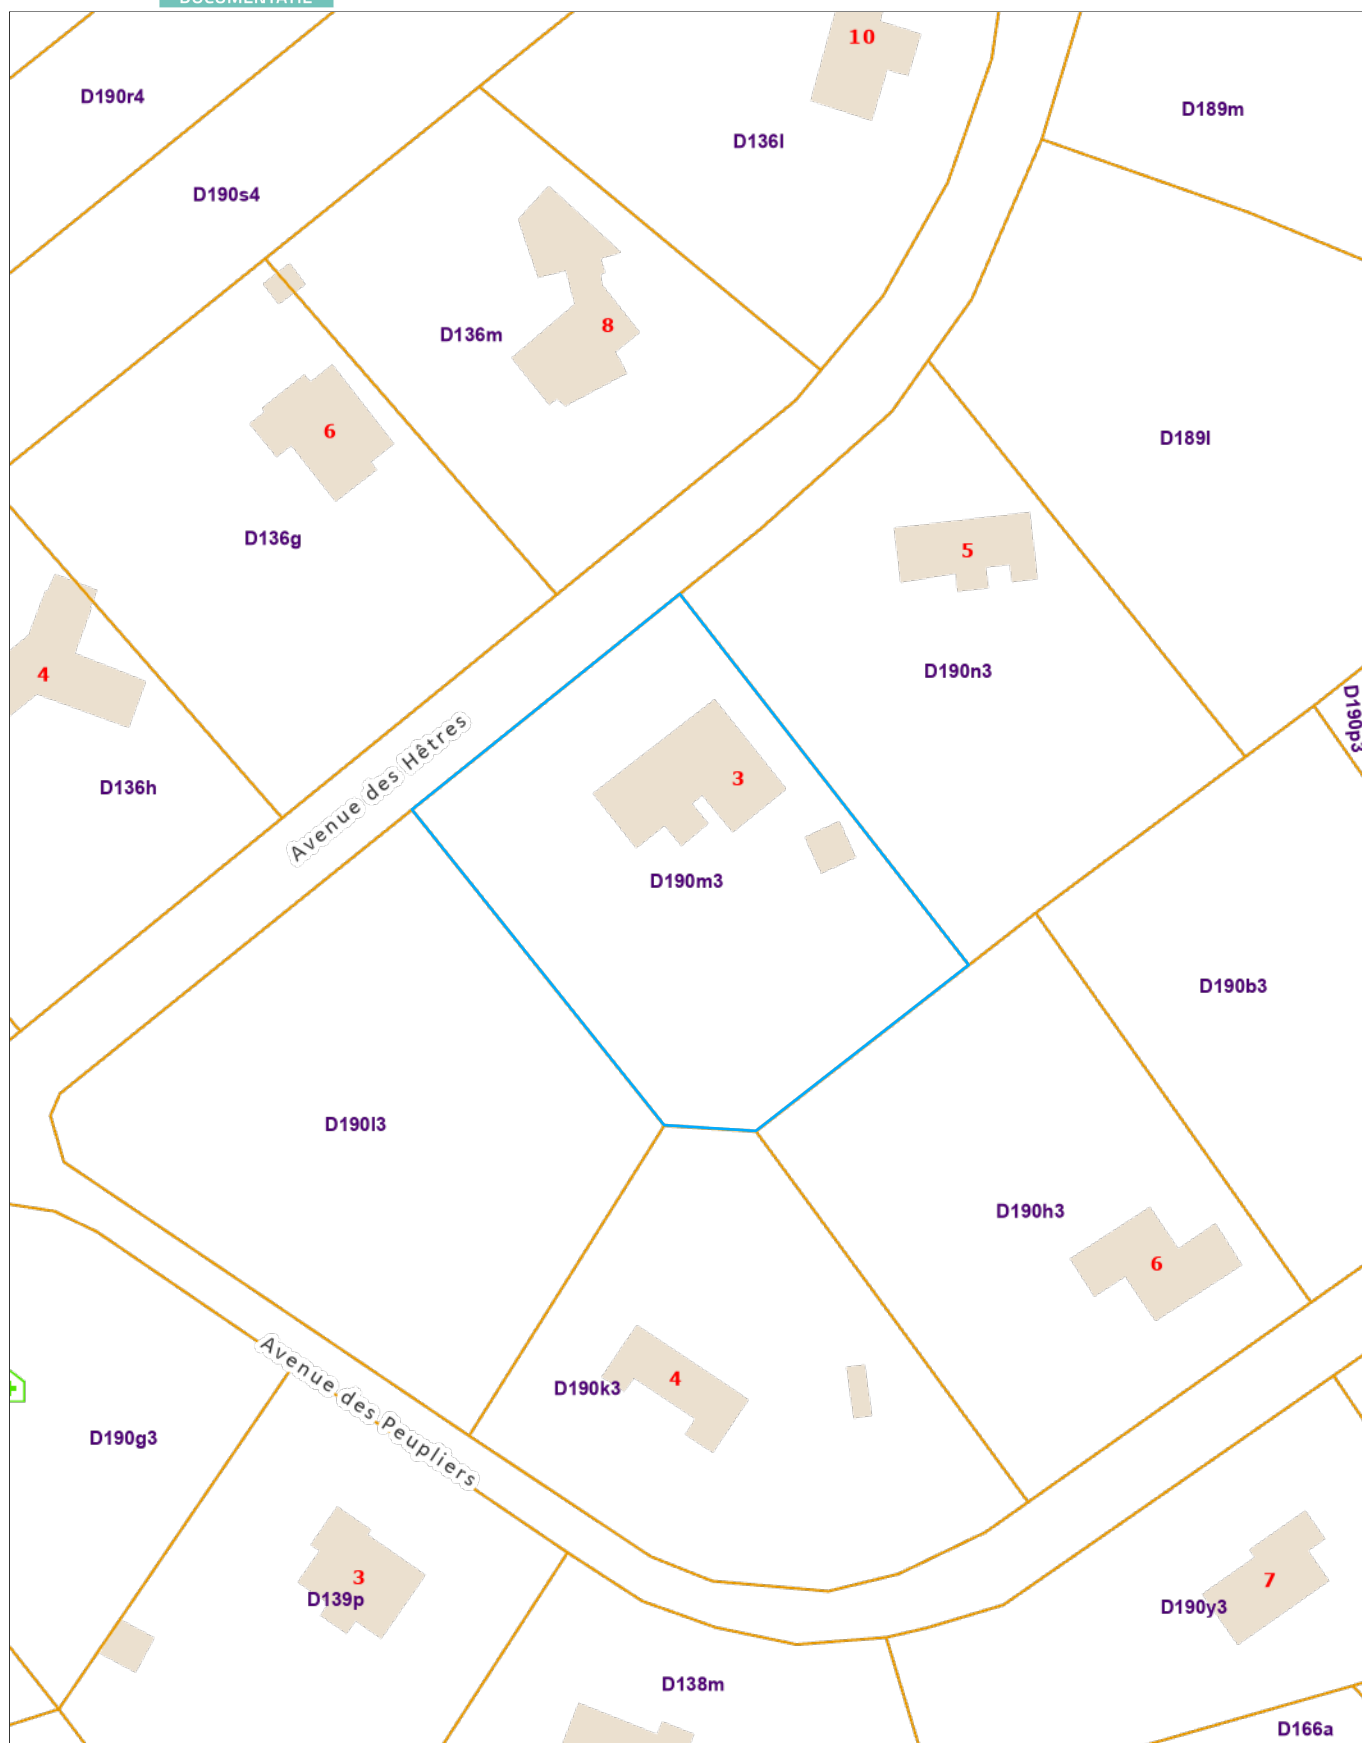 DOCUMENTATIE
10
D190r4
D189m
D136l
D190s4
8
D136m
6
D189l
D136g
5
4
D190n3
D190p3
Avenue des Hêtres
3
D136h
D190m3
D190b3
D190l3
D190h3
6
Avenue des Peupliers
4
D190k3
D190g3
3
D139p
7
D190y3
D138m
D166a